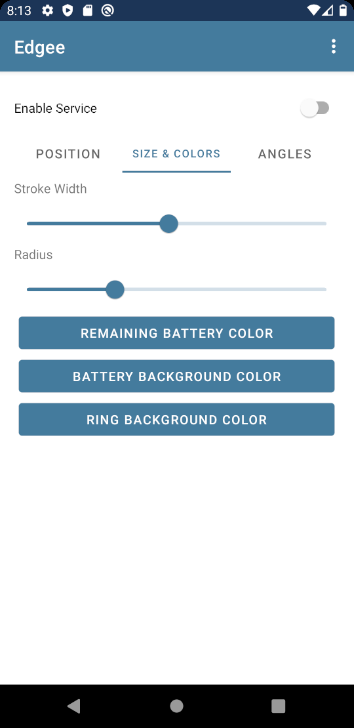 8:13
Edgee
Enable Service
POSITION
SIZE & COLORS
ANGLES
Stroke Width
Radius
REMAINING BATTERY COLOR
BATTERY BACKGROUND COLOR
RING BACKGROUND COLOR